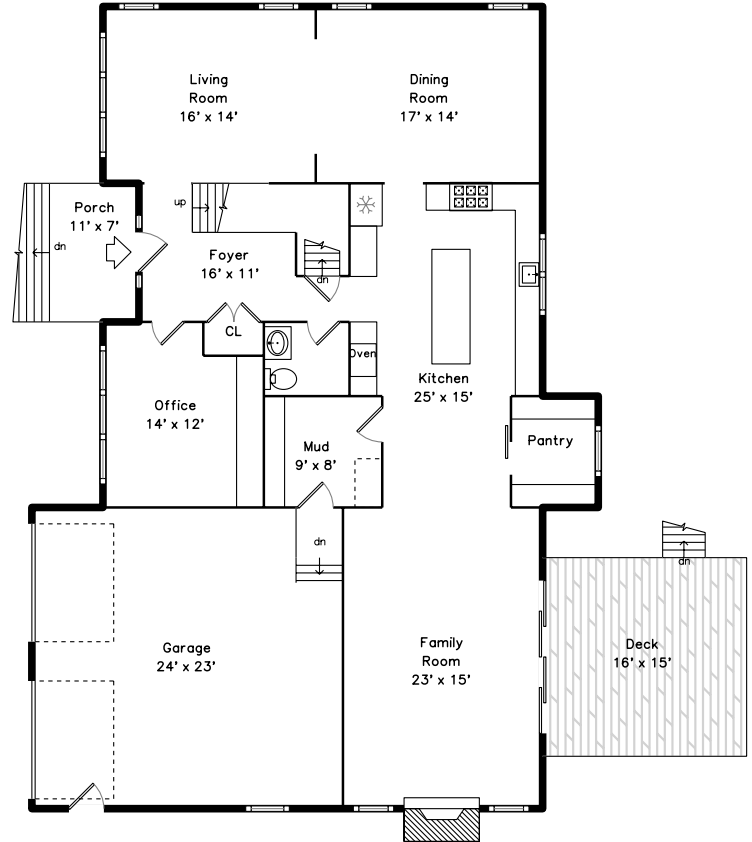 Living
Room
16' x 14'
Dining
Room
17' x 14'
up
Porch
11' x 7'
dn
Foyer
16' x 11'
dn
CL
Oven
Kitchen
25' x 15'
Office
14' x 12'
Mud
9' x 8'
Pantry
dn
dn
Garage
24' x 23'
Family
Room
23' x 15'
Deck
16' x 15'